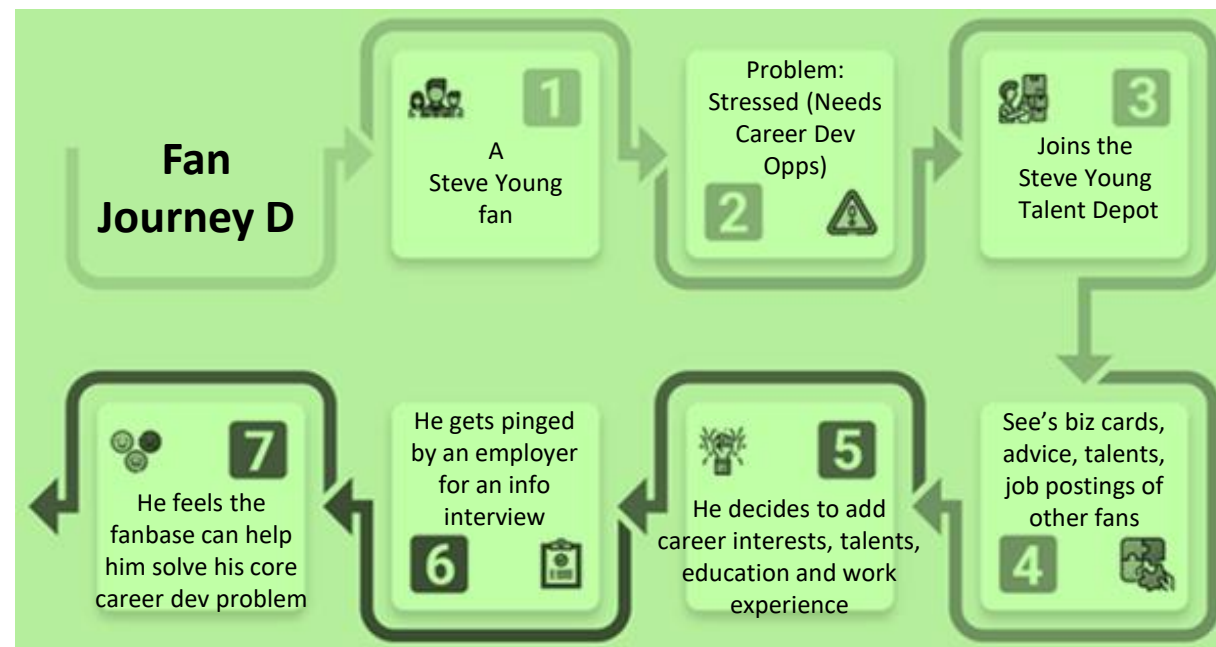 Fan
Journey D
1
A
Steve Young
fan
Problem:
Stressed (Needs
Career Dev
Opps)
2
3
Joins the
Steve Young
Talent Depot
See's biz cards,
advice, talents,
job postings of
other fans
4
5
He decides to add
career interests, talents,
education and work
experience
He gets pinged
by an employer
for an info
interview
6
7
He feels the
fanbase can help
him solve his core
career dev problem